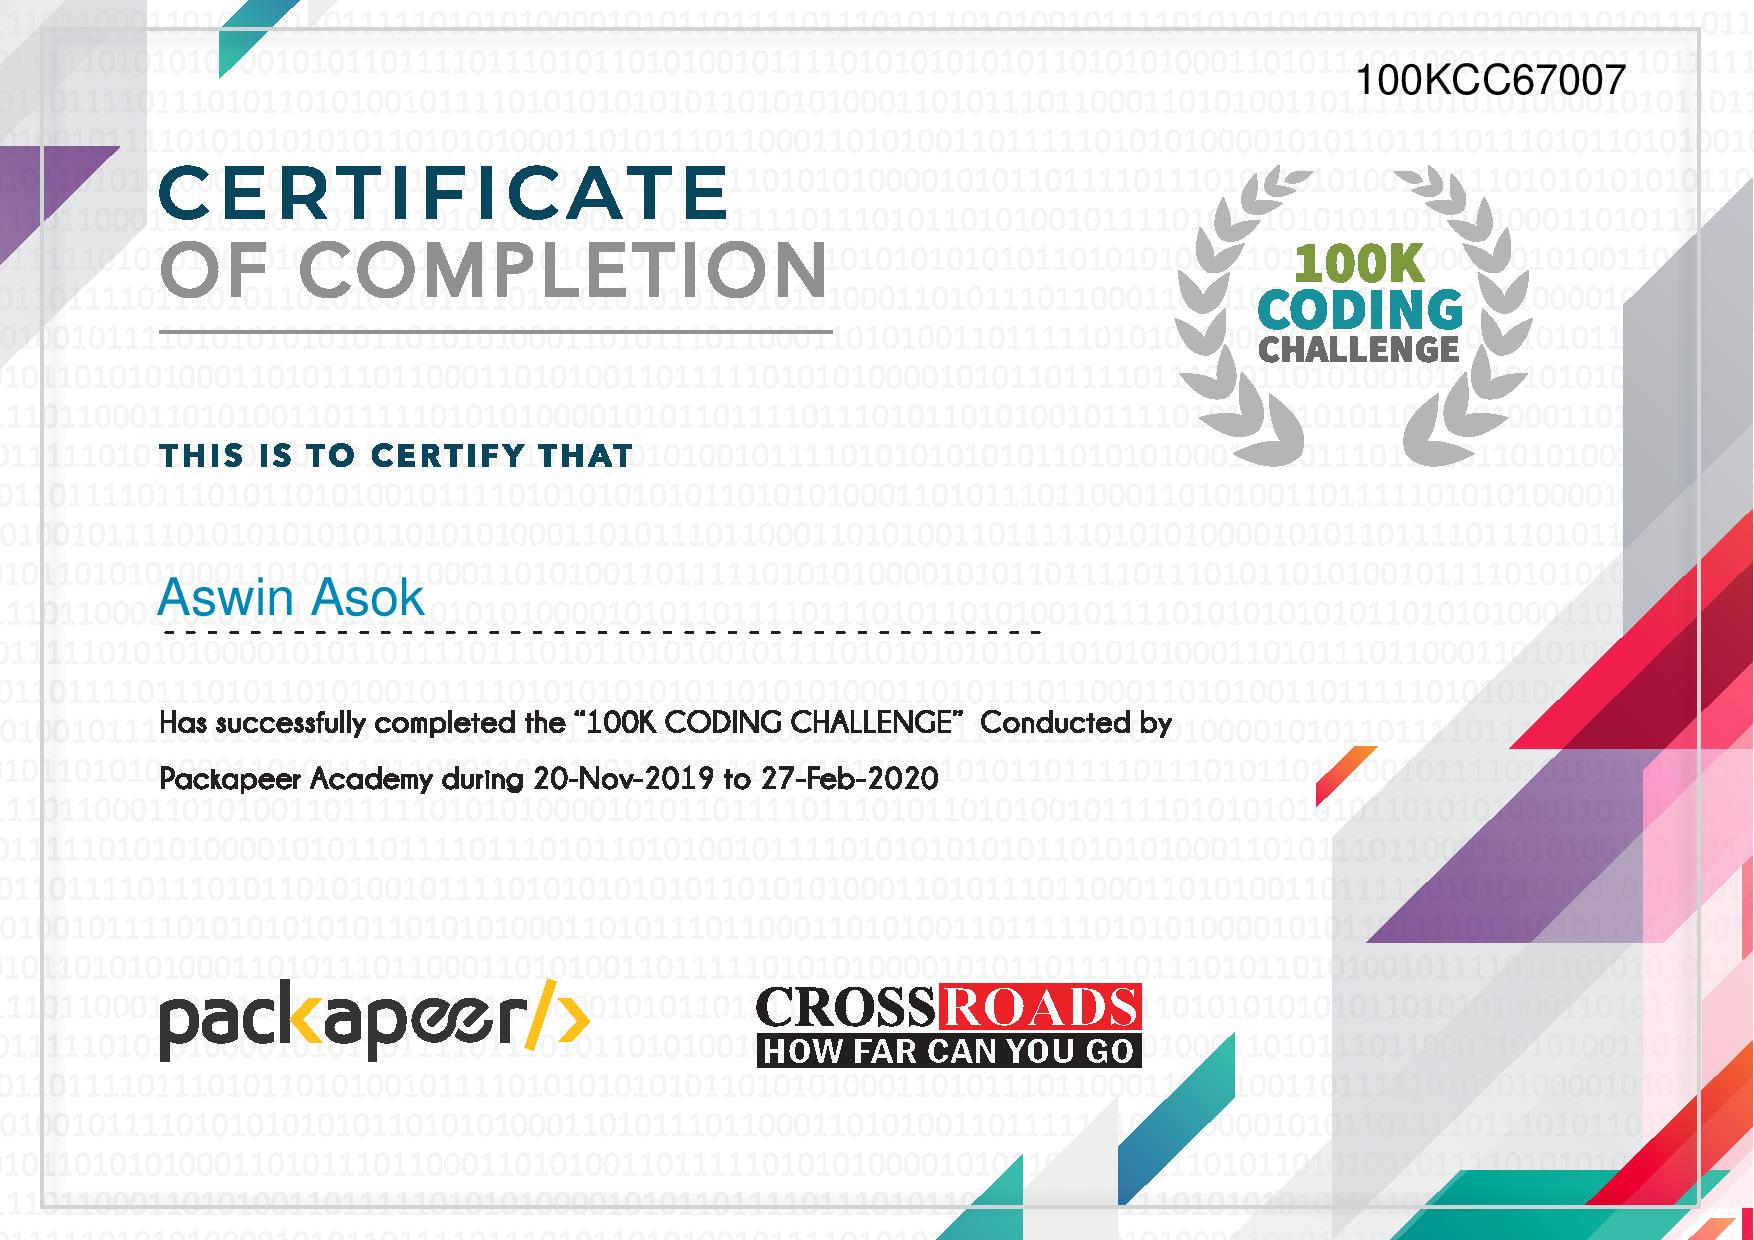 100KCC67007
CERTIFICATE
OF COMPLETION
100K
CODING
CHALLENGE
THIS IS TO CERTIFY THAT
Aswin Asok
Has successfully completed the “100K CODING CHALLENGE” Conducted by
Packapeer Academy during 20-Nov-2019 to 27-Feb-2020
packapeer/>
CROSSROADS
HOW FAR CAN YOU GO